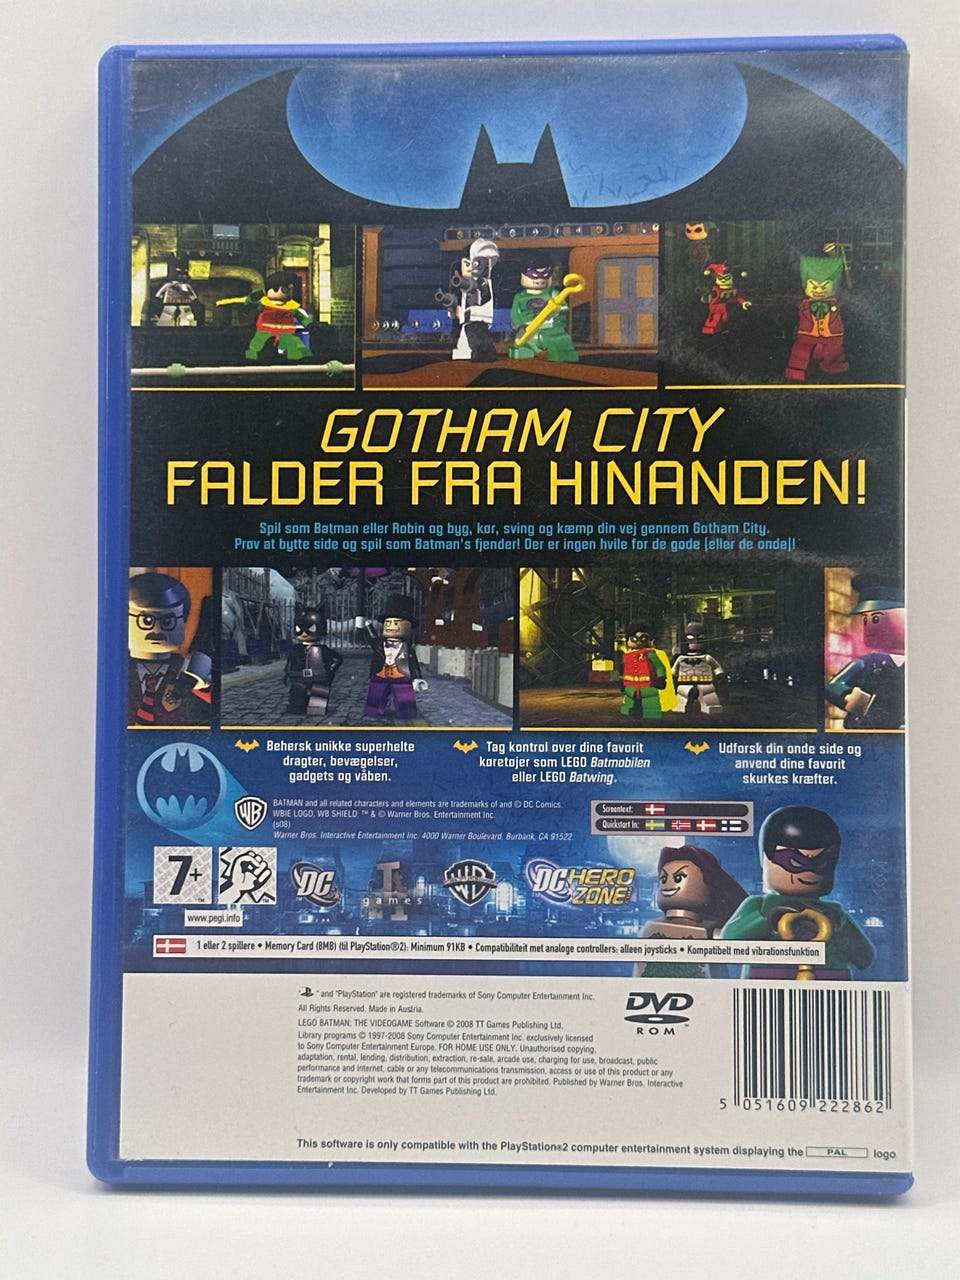 GOTHAM CITY
FALDER FRA HINANDEN!
Spil som Batman eller Robin og byg, kør, sving og kæmp din vej gennem Gotham City.
Prøv at bytte side og spil som Batman's fjender! Der er ingen hvile for de gode (eller de onde)!
Behersk unikke superhelte
dragter, bevægelser,
gadgets og våben.
Tag kontrol over dine favorit
køretøjer som LEGO Batmobilen
eller LEGO Batwing.
Udforsk din onde side og
anvend dine favorit
skurkes kræfter.
WB
BATMAN and all related characters and elements are trademarks of and © DC Comics.
WBIE LOGO, WB SHIELD: ™ & © Warner Bros. Entertainment Inc.
(s08)
Warner Bros. Interactive Entertainment Inc. 4000 Warner Boulevard, Burbank, CA 91522
Screentext:
Quickstart In:
7+
www.pegi.info
DC
games
WB
DC HERO ZONE
1 eller 2 spillere • Memory Card (8MB) (til PlayStation®2): Minimum 91KB • Compatibiliteit met analoge controllers: alleen joysticks • Kompatibelt med vibrationsfunktion
" and "PlayStation" are registered trademarks of Sony Computer Entertainment Inc.
All Rights Reserved. Made in Austria.
LEGO BATMAN: THE VIDEOGAME Software © 2008 TT Games Publishing Ltd.
Library programs © 1997-2008 Sony Computer Entertainment Inc. exclusively licensed
to Sony Computer Entertainment Europe. FOR HOME USE ONLY. Unauthorised copying,
adaptation, rental, lending, distribution, extraction, re-sale, arcade use, charging for use, broadcast, public
performance and internet, cable or any telecommunications transmission, access or use of this product or any
trademark or copyright work that forms part of this product are prohibited. Published by Warner Bros. Interactive
Entertainment Inc. Developed by TT Games Publishing Ltd.
DVD
ROM
5 051609 222862
This software is only compatible with the PlayStation®2 computer entertainment system displaying the PAL logo